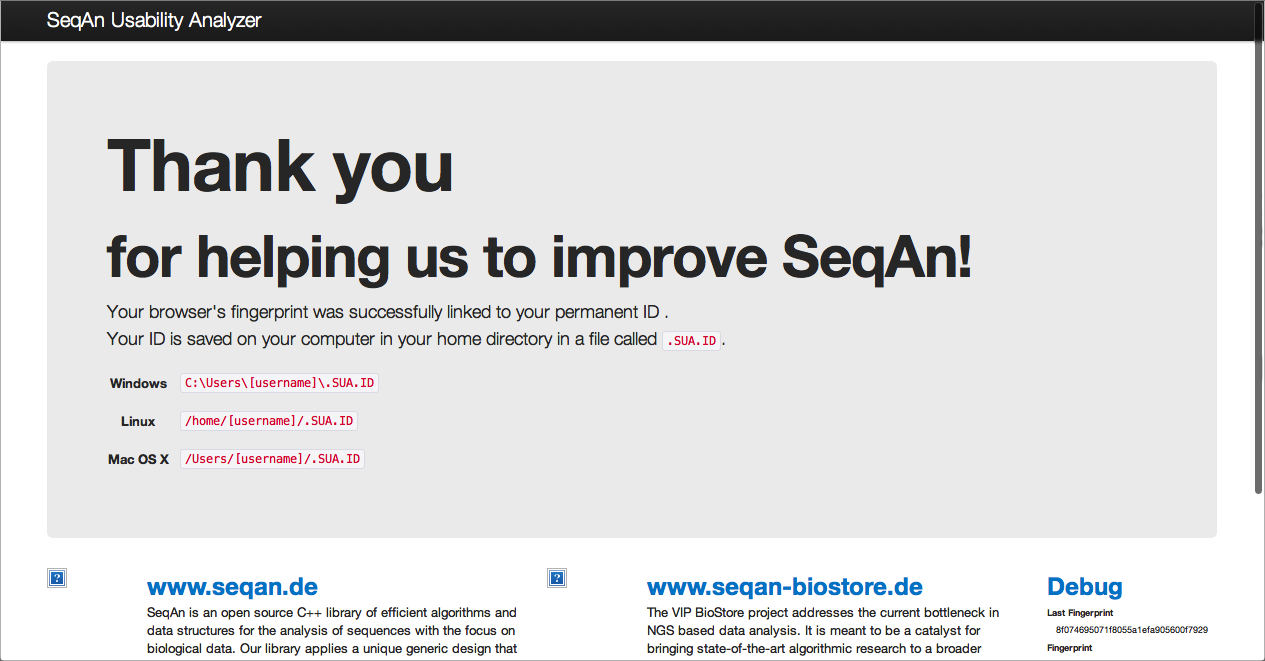 SeqAn Usability Analyzer
Thank you
for helping us to improve SeqAn!
Your browser's fingerprint was successfully linked to your permanent ID .
Your ID is saved on your computer in your home directory in a file called .SUA.ID .
Windows C:\Users\[username]\.SUA.ID
Linux /home/[username]/.SUA.ID
Mac OS X /Users/[username]/.SUA.ID
www.seqan.de
SeqAn is an open source C++ library of efficient algorithms and
data structures for the analysis of sequences with the focus on
biological data. Our library applies a unique generic design that
www.seqan-biostore.de
The VIP BioStore project addresses the current bottleneck in
NGS based data analysis. It is meant to be a catalyst for
bringing state-of-the-art algorithmic research to a broader
Debug
Last Fingerprint
8f074695071f8055a1efa905600f7929
Fingerprint